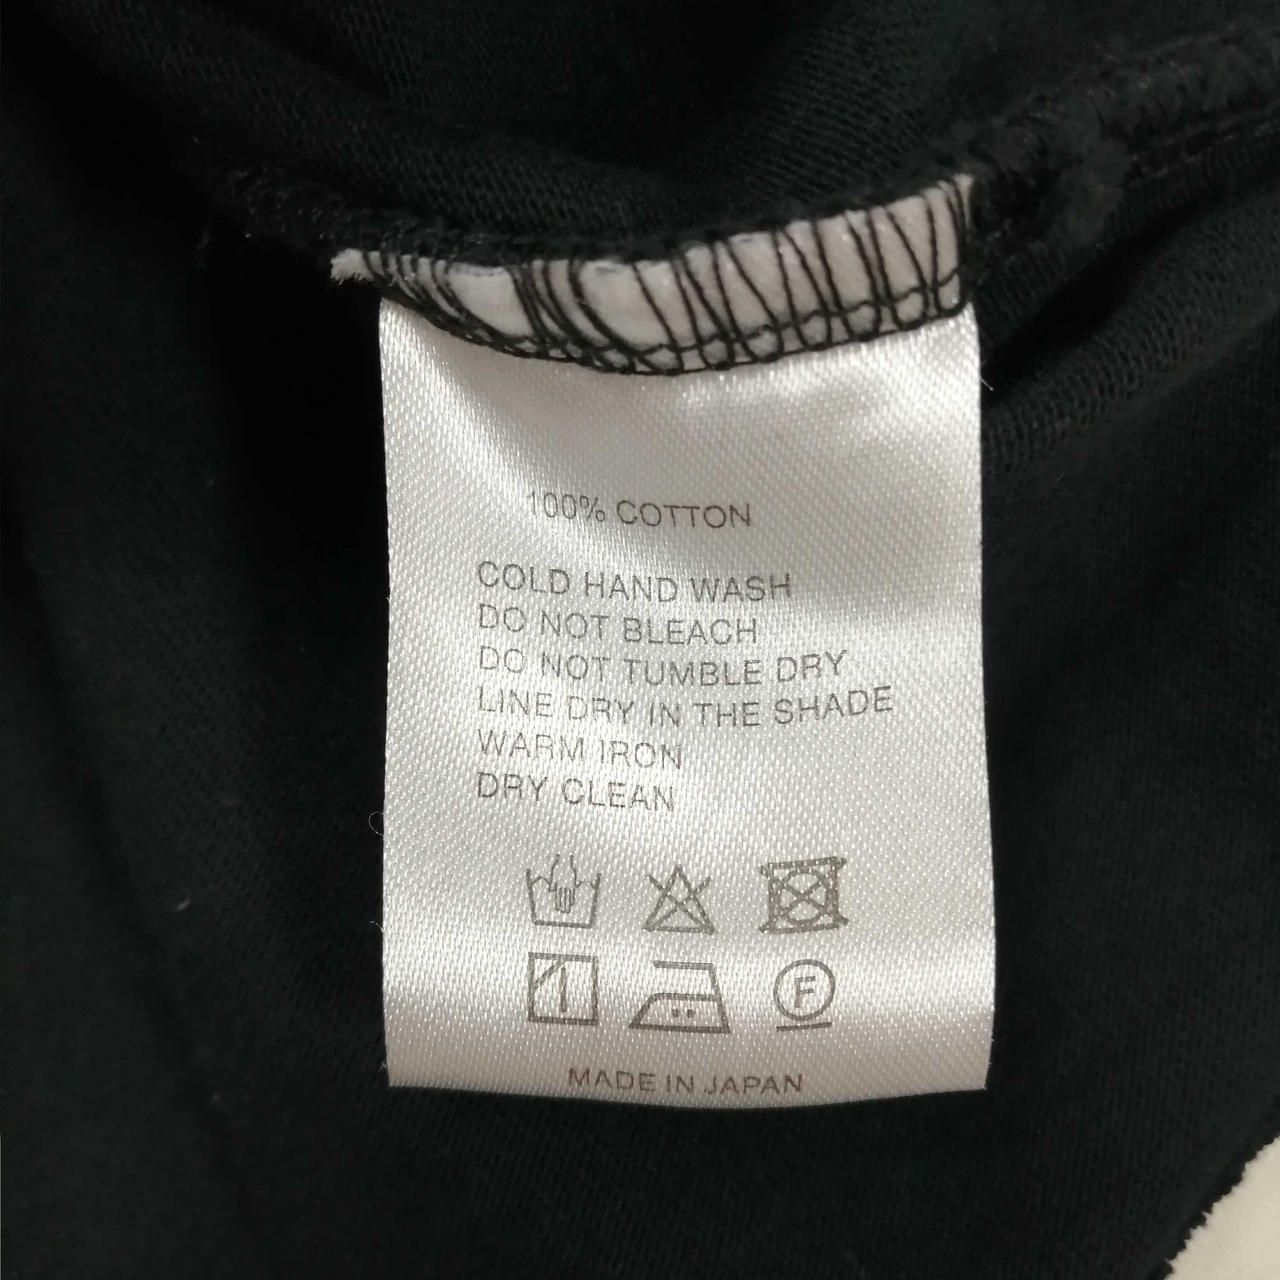 100% COTTON
COLD HAND WASH
DO NOT BLEACH
DO NOT TUMBLE DRY
LINE DRY IN THE SHADE
WARM IRON
DRY CLEAN
F
MADE IN JAPAN